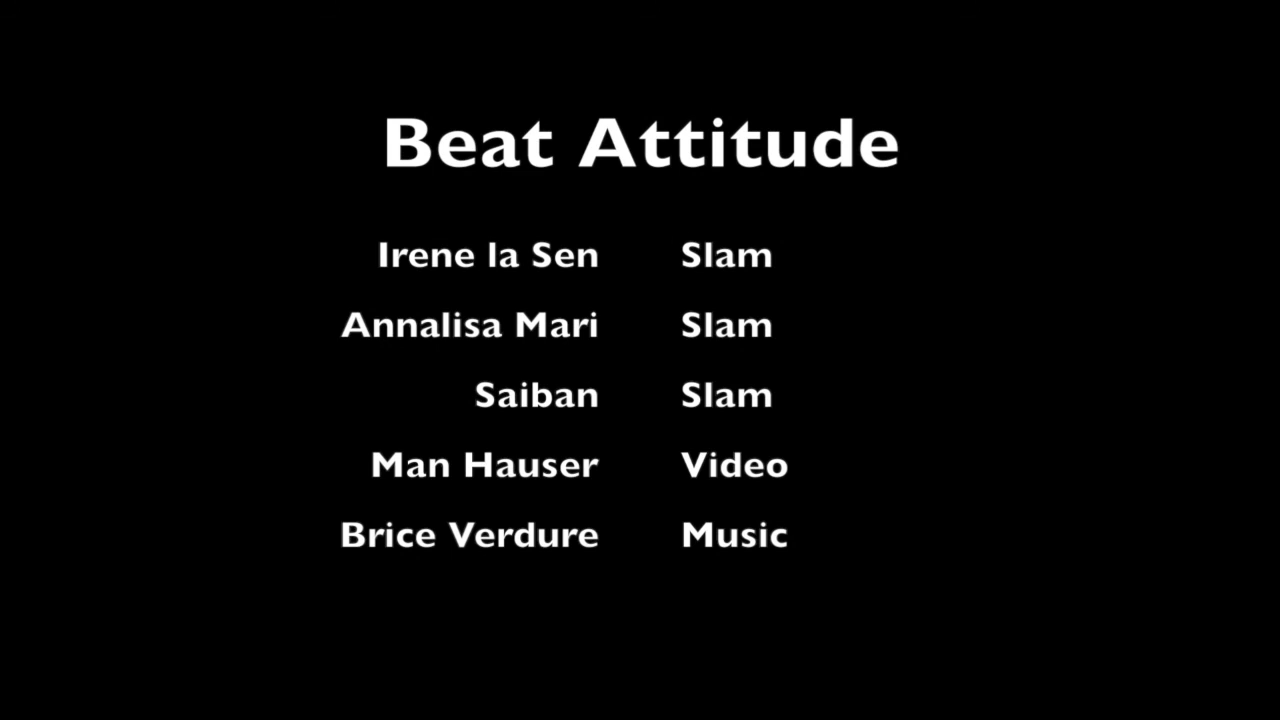 Beat Attitude
Irene la Sen Slam
Annalisa Mari Slam
Saiban Slam
Man Hauser Video
Brice Verdure Music